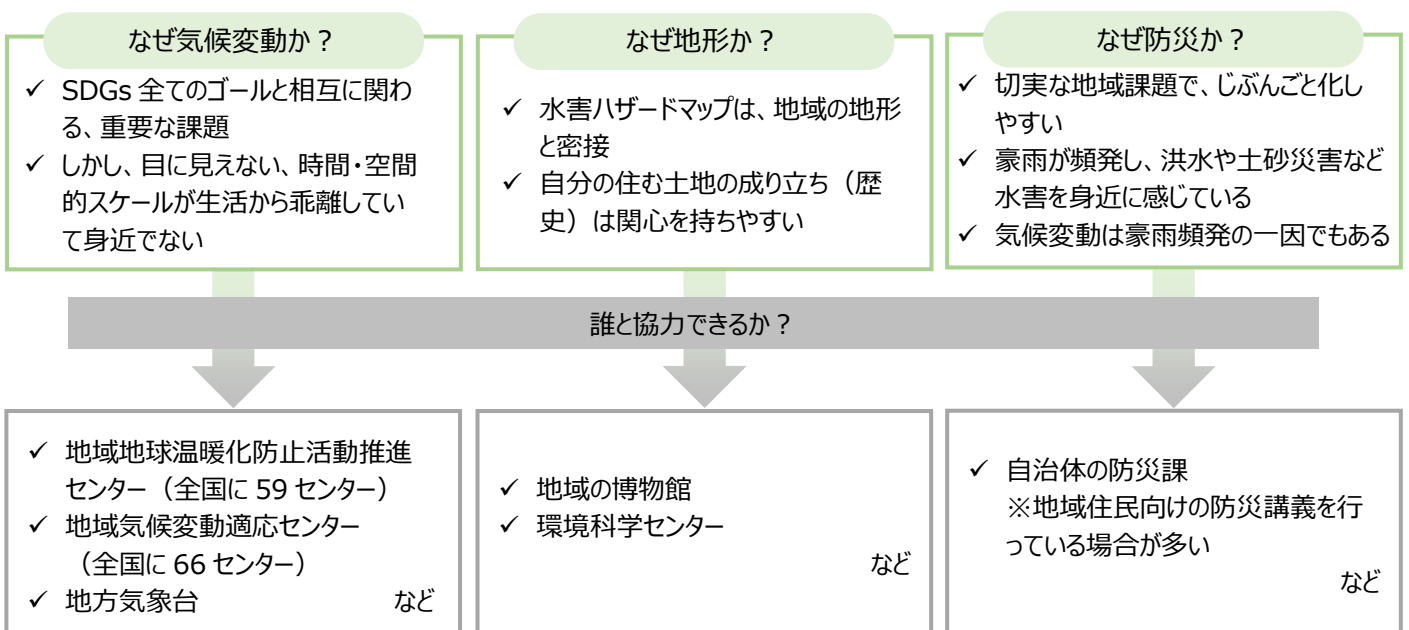 なぜ気候変動か？
✓ SDGs 全てのゴールと相互に関わ
る、重要な課題
✓ しかし、目に見えない、時間・空間
的スケールが生活から乖離してい
て身近でない
なぜ地形か？
✓ 水害ハザードマップは、地域の地形
と密接
✓ 自分の住む土地の成り立ち（歴
史）は関心を持ちやすい
なぜ防災か？
✓ 切実な地域課題で、じぶんごと化し
やすい
✓ 豪雨が頻発し、洪水や土砂災害など
水害を身近に感じている
✓ 気候変動は豪雨頻発の一因でもある
誰と協力できるか？
✓ 地域地球温暖化防止活動推進
センター（全国に 59 センター）
✓ 地域気候変動適応センター
（全国に 66 センター）
✓ 地方気象台 など
✓ 地域の博物館
✓ 環境科学センター
など
✓ 自治体の防災課
※地域住民向けの防災講義を行
っている場合が多い
など